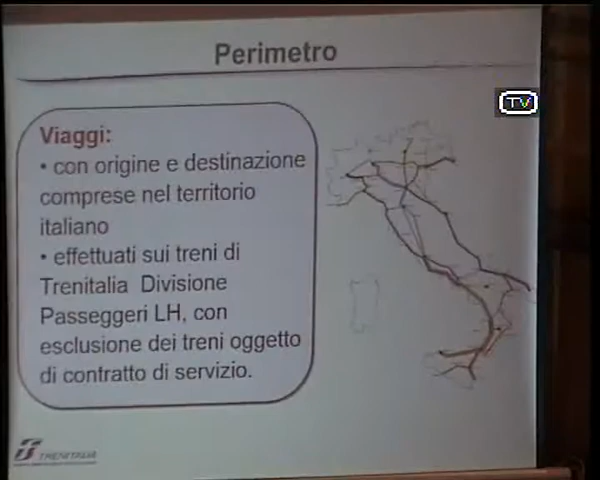 Perimetro
TV
Viaggi:
• con origine e destinazione
comprese nel territorio
italiano
• effettuati sui treni di
Trenitalia Divisione
Passeggeri LH, con
esclusione dei treni oggetto
di contratto di servizio.
TRENITALIA